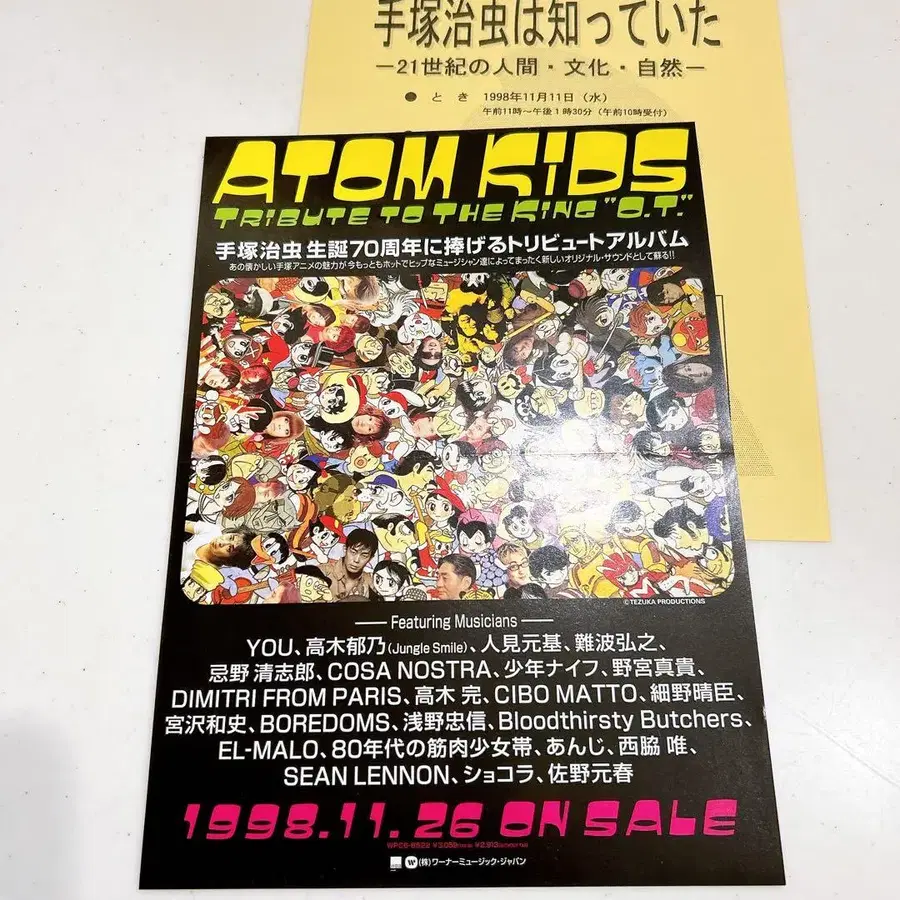 手塚治虫は知っていた
－21世紀の人間・文化・自然－
● と き 1998年11月11日（水）
午前11時～午後1時30分（午前10時受付）
ATOM KIDS
TRIBUTE TO THE KING "O.T."
手塚治虫 生誕70周年に捧げるトリビュートアルバム
あの懐かしい手塚アニメの魅力が今もっともホットでヒップなミュージシャン達によってまったく新しいオリジナル・サウンドとして蘇る!!
©TEZUKA PRODUCTIONS
Featuring Musicians
YOU、高木郁乃(Jungle Smile)、人見元基、難波弘之、
忌野 清志郎、COSA NOSTRA、少年ナイフ、野宮真貴、
DIMITRI FROM PARIS、高木 完、CIBO MATTO、細野晴臣、
宮沢和史、BOREDOMS、浅野忠信、Bloodthirsty Butchers、
EL-MALO、80年代の筋肉少女帯、あんじ、西脇 唯、
SEAN LENNON、ショコラ、佐野元春
1998.11.26 ON SALE
(株)ワーナーミュージック・ジャパン